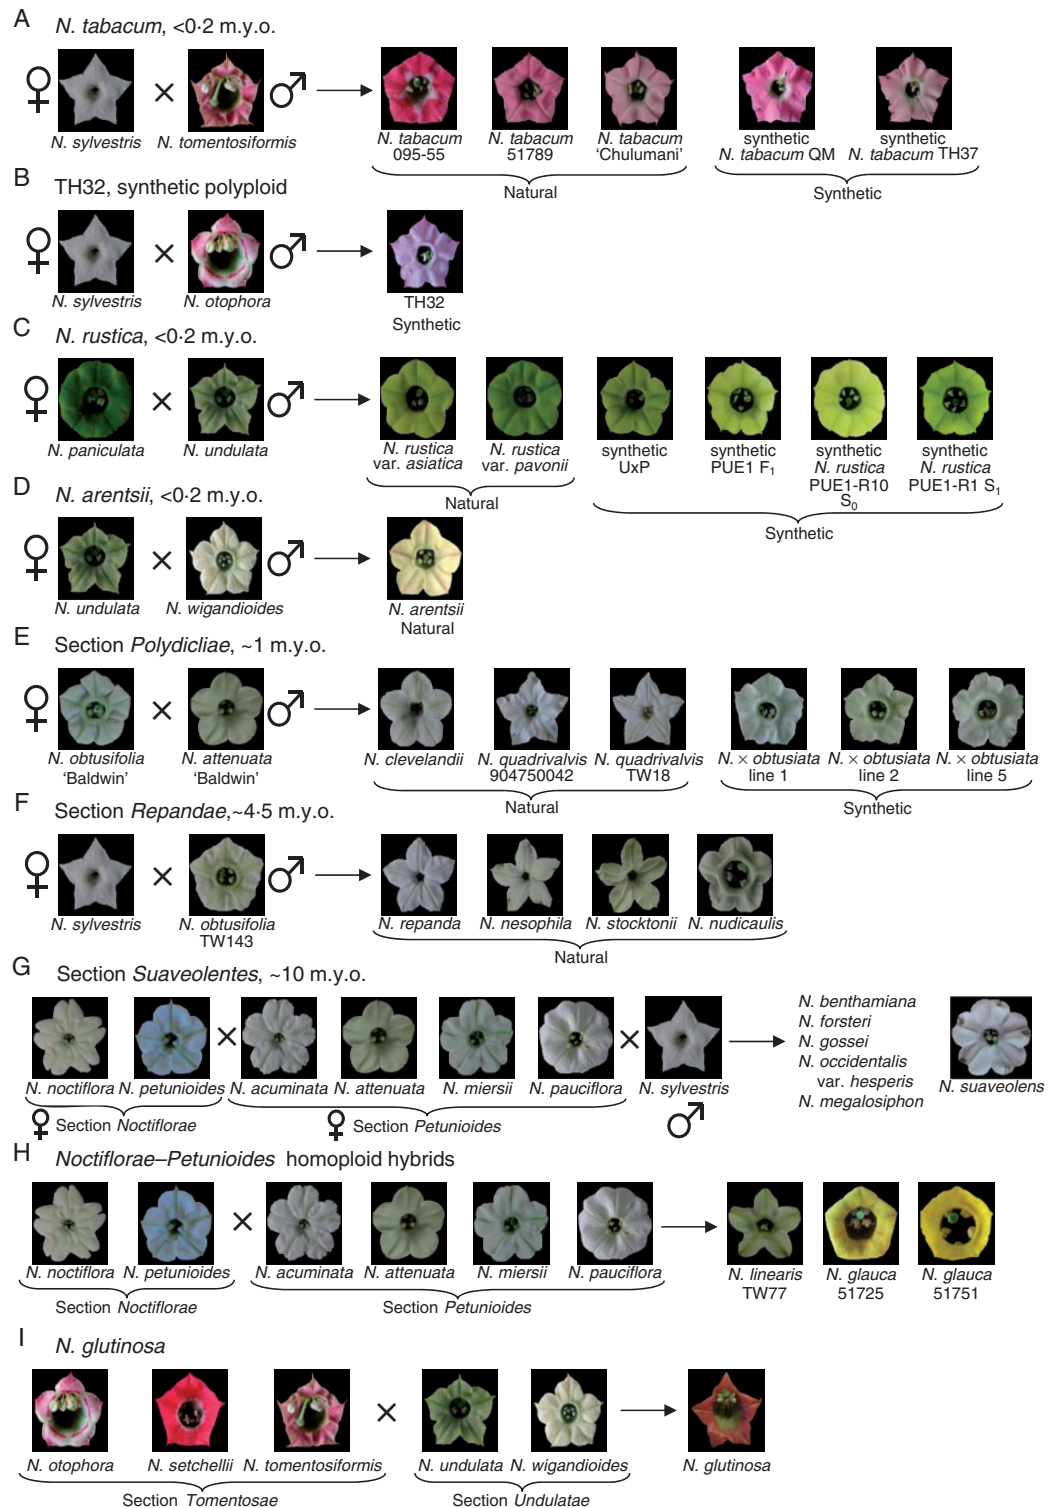 A
N. tabacum, <0·2 m.y.o.
N. sylvestris
N. tomentosiformis
N. tabacum
095-55
N. tabacum
51789
N. tabacum
‘Chulumani’
synthetic
N. tabacum QM
synthetic
N. tabacum TH37
Natural
Synthetic
B
TH32, synthetic polyploid
N. sylvestris
N. otophora
TH32
Synthetic
C
N. rustica, <0·2 m.y.o.
N. paniculata
N. undulata
N. rustica
var. asiatica
N. rustica
var. pavonii
synthetic
UxP
synthetic
PUE1 F₁
synthetic
N. rustica
PUE1-R10
S₀
synthetic
N. rustica
PUE1-R1 S₁
Natural
Synthetic
D
N. arentsii, <0·2 m.y.o.
N. undulata
N. wigandioides
N. arentsii
Natural
E
Section Polydicliae, ~1 m.y.o.
N. obtusifolia
‘Baldwin’
N. attenuata
‘Baldwin’
N. clevelandii
N. quadrivalvis
904750042
N. quadrivalvis
TW18
N. × obtusiata
line 1
N. × obtusiata
line 2
N. × obtusiata
line 5
Natural
Synthetic
F
Section Repandae,~4·5 m.y.o.
N. sylvestris
N. obtusifolia
TW143
N. repanda
N. nesophila
N. stocktonii
N. nudicaulis
Natural
G
Section Suaveolentes, ~10 m.y.o.
N. noctiflora
N. petunioides
N. acuminata
N. attenuata
N. miersii
N. pauciflora
N. sylvestris
N. benthamiana
N. forsteri
N. gossei
N. occidentalis
var. hesperis
N. megalosiphon
N. suaveolens
Section Noctiflorae
Section Petunioides
H
Noctiflorae–Petunioides homoploid hybrids
N. noctiflora
N. petunioides
N. acuminata
N. attenuata
N. miersii
N. pauciflora
N. linearis
TW77
N. glauca
51725
N. glauca
51751
Section Noctiflorae
Section Petunioides
I
N. glutinosa
N. otophora
N. setchellii
N. tomentosiformis
N. undulata
N. wigandioides
N. glutinosa
Section Tomentosae
Section Undulatae